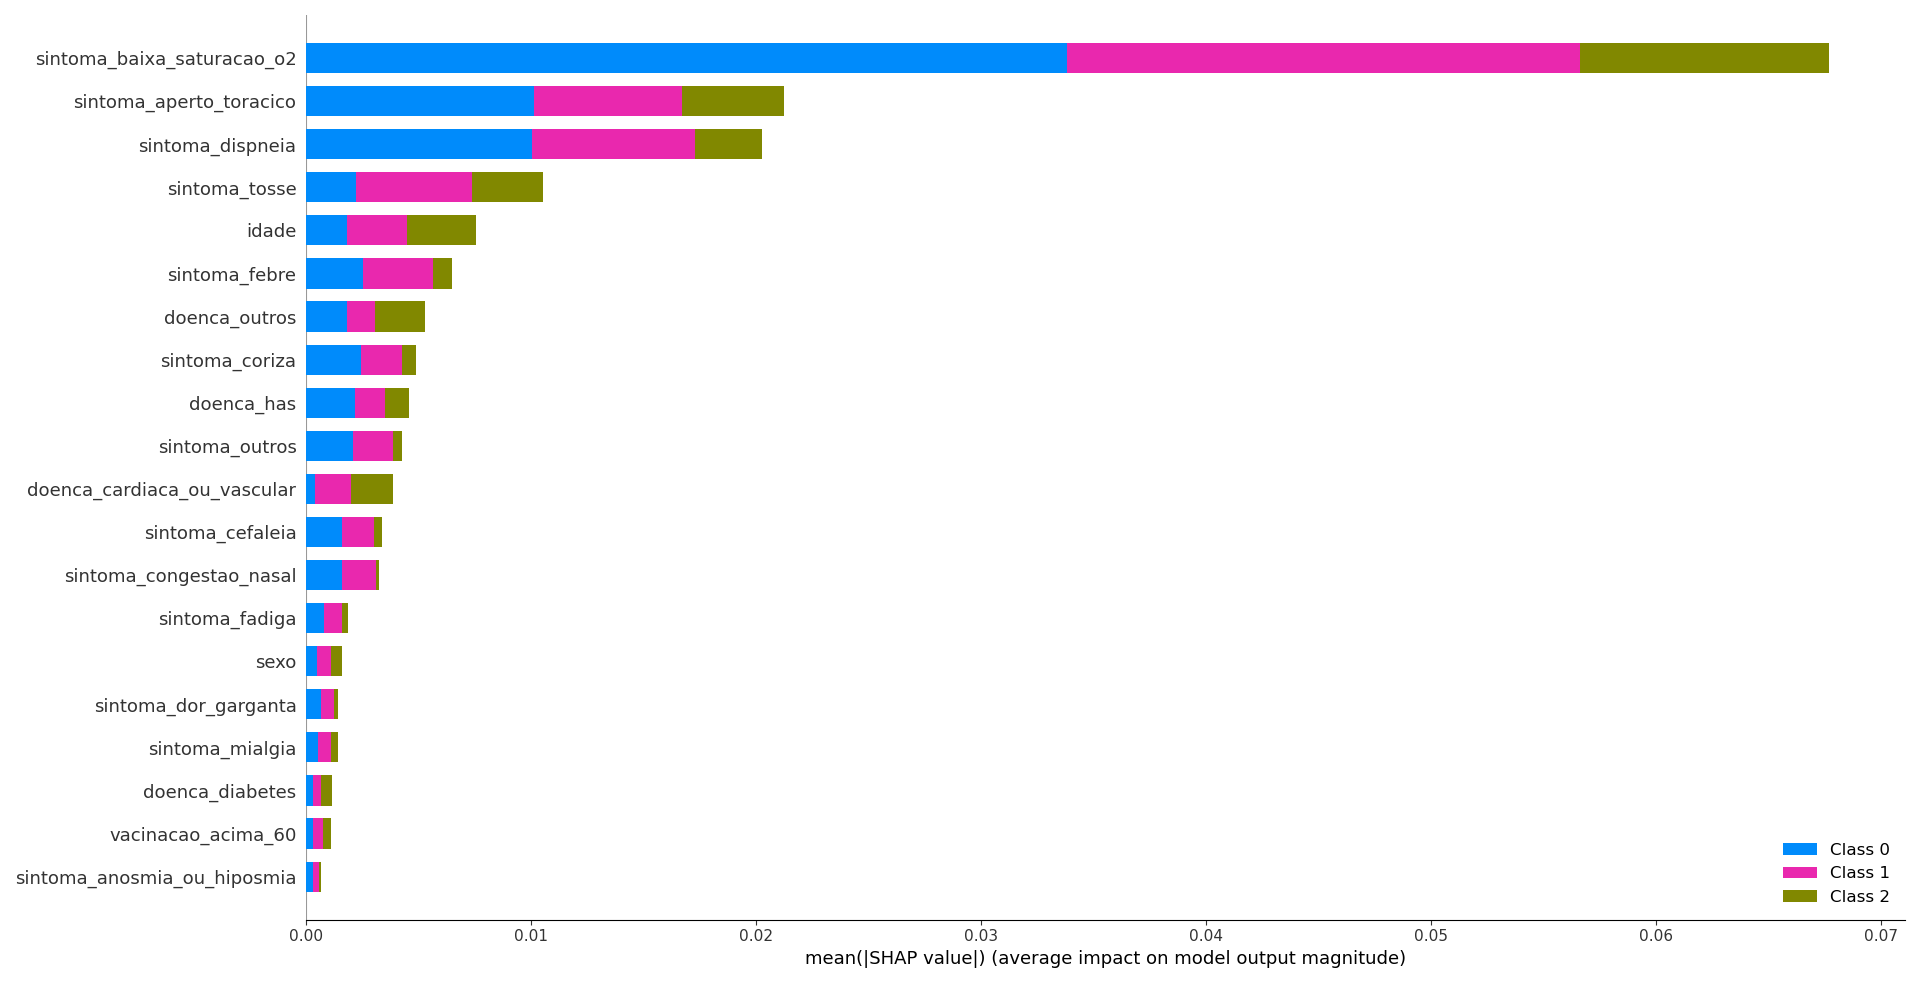 sintoma_baixa_saturacao_o2
sintoma_aperto_toracico
sintoma_dispneia
sintoma_tosse
idade
sintoma_febre
doenca_outros
sintoma_coriza
doenca_has
sintoma_outros
doenca_cardiaca_ou_vascular
sintoma_cefaleia
sintoma_congestao_nasal
sintoma_fadiga
sexo
sintoma_dor_garganta
sintoma_mialgia
doenca_diabetes
vacinacao_acima_60
sintoma_anosmia_ou_hiposmia
Class 0
Class 1
Class 2
0.00 0.01 0.02 0.03 0.04 0.05 0.06 0.07
mean(|SHAP value|) (average impact on model output magnitude)